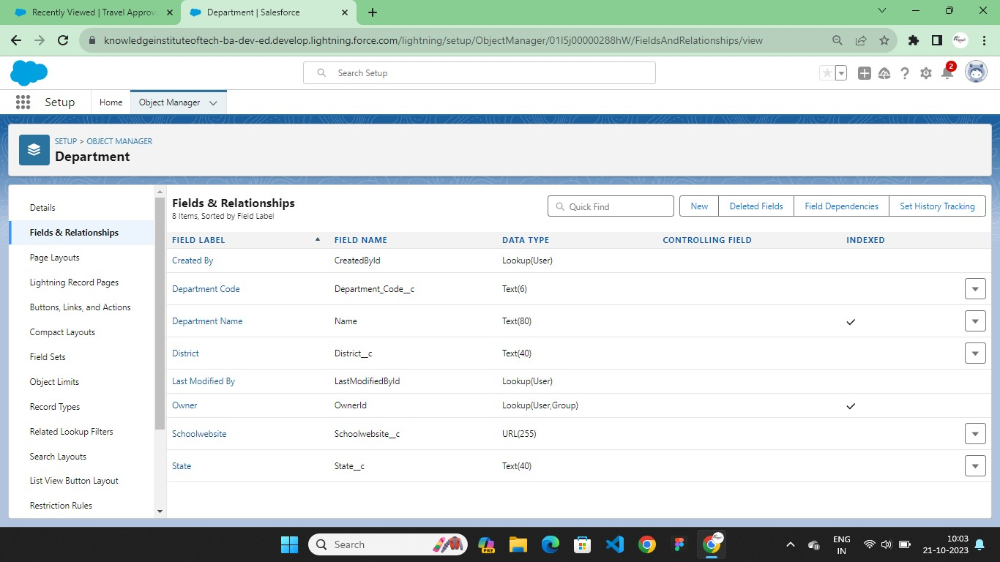 Recently Viewed | Travel Approv
Department | Salesforce
knowledgeinstituteoftech-ba-dev-ed.develop.lightning.force.com/lightning/setup/ObjectManager/01I5j00000288hW/FieldsAndRelationships/view
Search Setup
2
Setup
Home
Object Manager
SETUP > OBJECT MANAGER
Department
Details
Fields & Relationships
Page Layouts
Lightning Record Pages
Buttons, Links, and Actions
Compact Layouts
Field Sets
Object Limits
Record Types
Related Lookup Filters
Search Layouts
List View Button Layout
Restriction Rules
Fields & Relationships
8 Items, Sorted by Field Label
Quick Find
New
Deleted Fields
Field Dependencies
Set History Tracking
FIELD LABEL FIELD NAME DATA TYPE CONTROLLING FIELD INDEXED
Created By CreatedById Lookup(User)
Department Code Department_Code__c Text(6)
Department Name Name Text(80)
District District__c Text(40)
Last Modified By LastModifiedById Lookup(User)
Owner OwnerId Lookup(User,Group)
Schoolwebsite Schoolwebsite__c URL(255)
State State__c Text(40)
Search
PRE
ENG
IN
10:03
21-10-2023